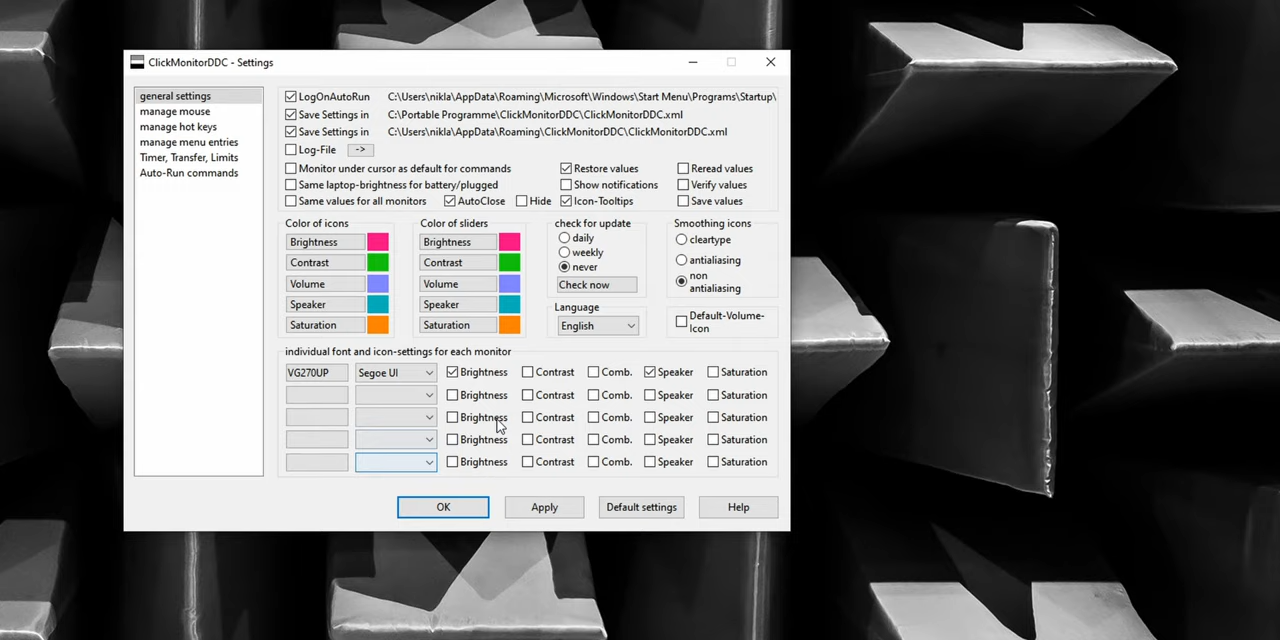 ClickMonitorDDC - Settings
general settings
manage mouse
manage hot keys
manage menu entries
Timer, Transfer, Limits
Auto-Run commands
LogOnAutoRun C:\Users\nikla\AppData\Roaming\Microsoft\Windows\Start Menu\Programs\Startup\
Save Settings in C:\Portable Programme\ClickMonitorDDC\ClickMonitorDDC.xml
Save Settings in C:\Users\nikla\AppData\Roaming\ClickMonitorDDC\ClickMonitorDDC.xml
Log-File ->
Monitor under cursor as default for commands Restore values Reread values
Same laptop-brightness for battery/plugged Show notifications Verify values
Same values for all monitors AutoClose Hide Icon-Tooltips Save values
Color of icons
Brightness
Contrast
Volume
Speaker
Saturation
Color of sliders
Brightness
Contrast
Volume
Speaker
Saturation
check for update
daily
weekly
never
Check now
Language
English
Smoothing icons
cleartype
antialiasing
non
antialiasing
Default-Volume-
Icon
individual font and icon-settings for each monitor
VG270UP Segoe UI Brightness Contrast Comb. Speaker Saturation
Brightness Contrast Comb. Speaker Saturation
Brightness Contrast Comb. Speaker Saturation
Brightness Contrast Comb. Speaker Saturation
Brightness Contrast Comb. Speaker Saturation
OK Apply Default settings Help